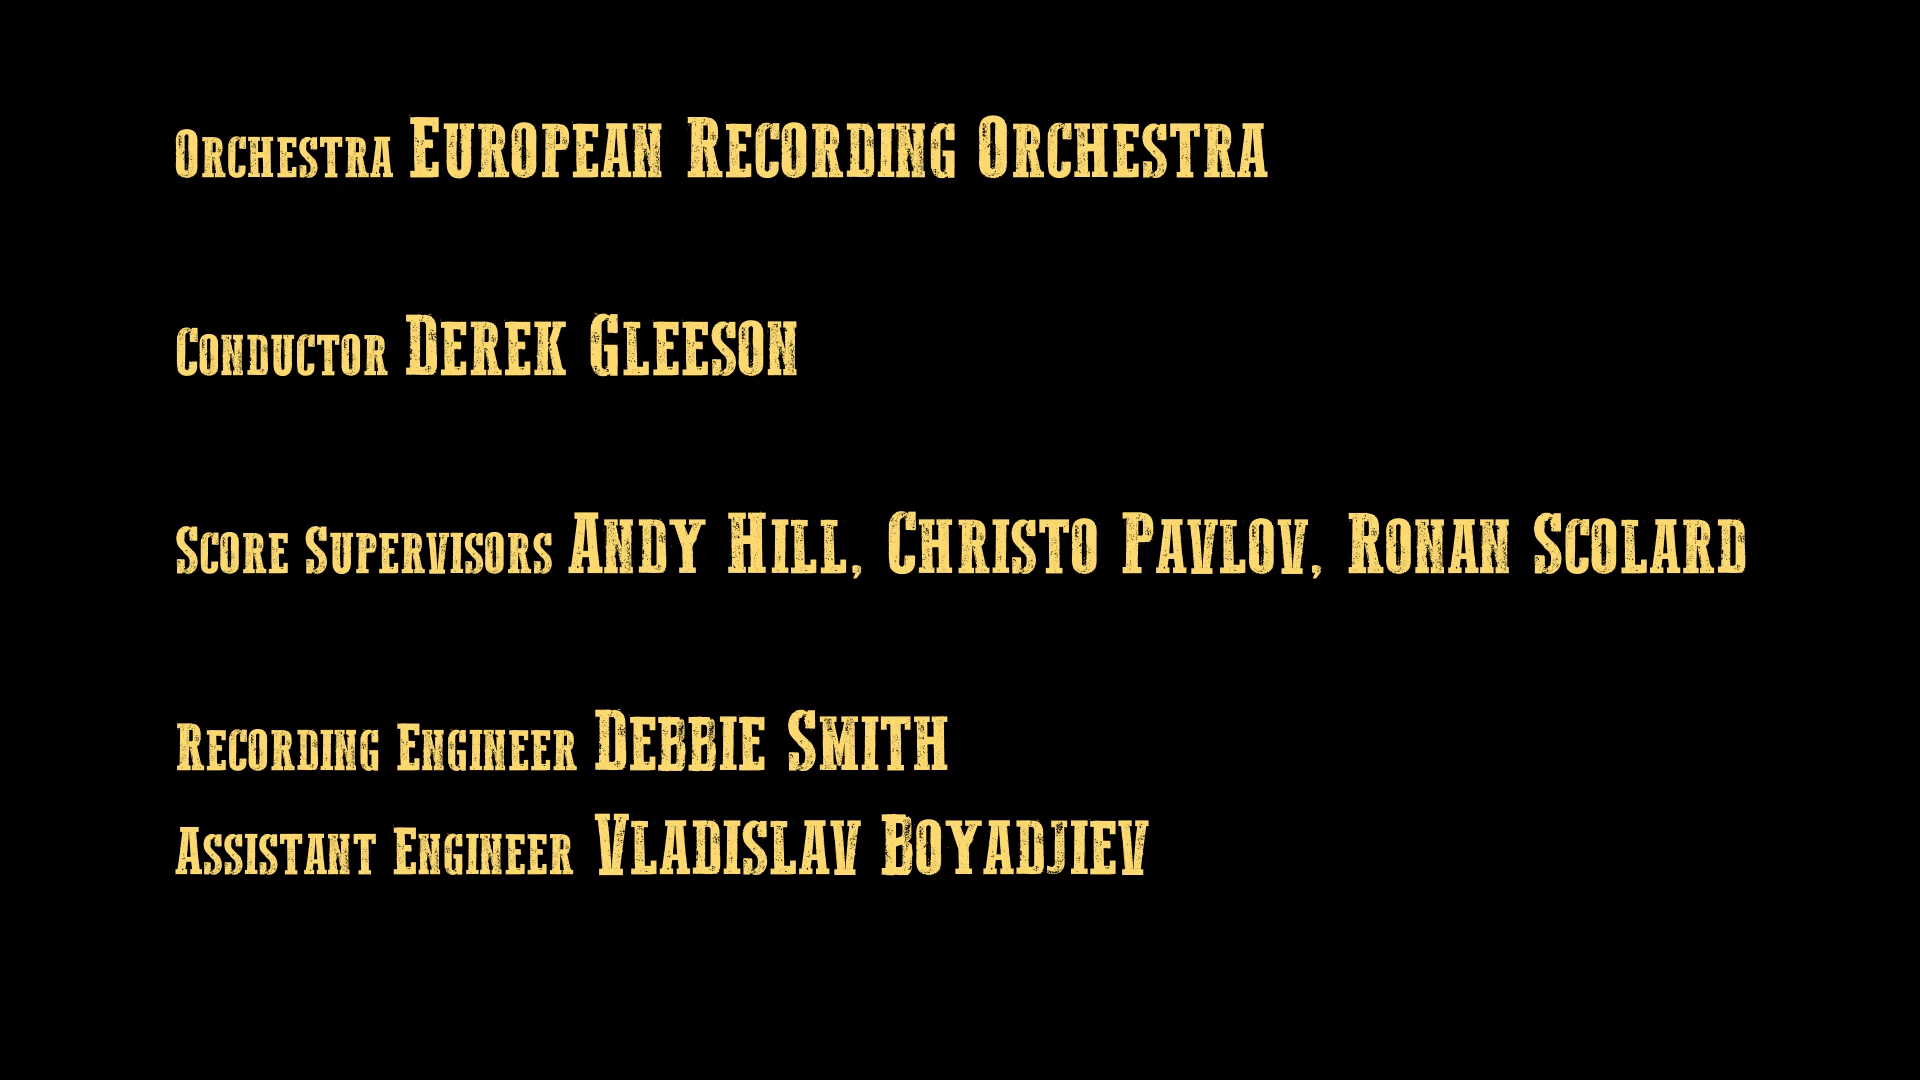 Orchestra European Recording Orchestra
Conductor Derek Gleeson
Score Supervisors Andy Hill, Christo Pavlov, Ronan Scolard
Recording Engineer Debbie Smith
Assistant Engineer Vladislav Boyadjiev